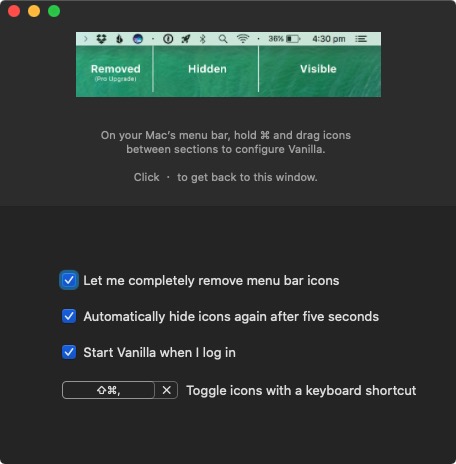 36% 4:30 pm
Removed Hidden Visible
(Pro Upgrade)
On your Mac's menu bar, hold ⌘ and drag icons
between sections to configure Vanilla.
Click • to get back to this window.
Let me completely remove menu bar icons
Automatically hide icons again after five seconds
Start Vanilla when I log in
⇧⌘, ✕ Toggle icons with a keyboard shortcut